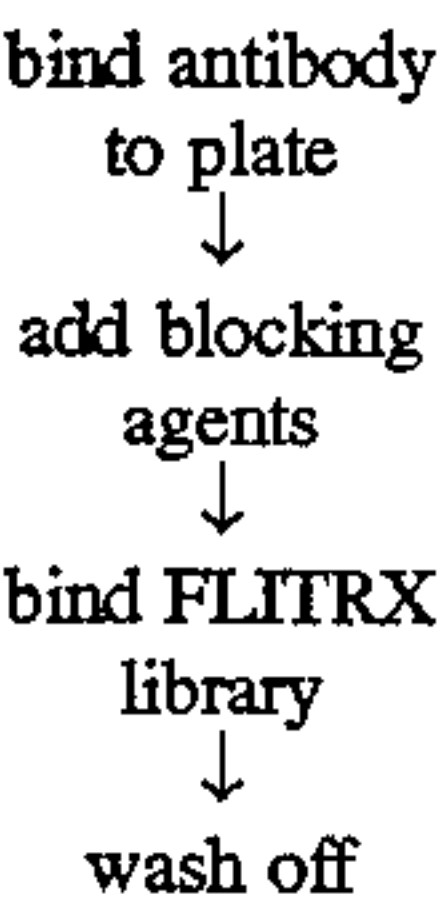 bind antibody
to plate
add blocking
agents
bind FLITRX
library
wash off